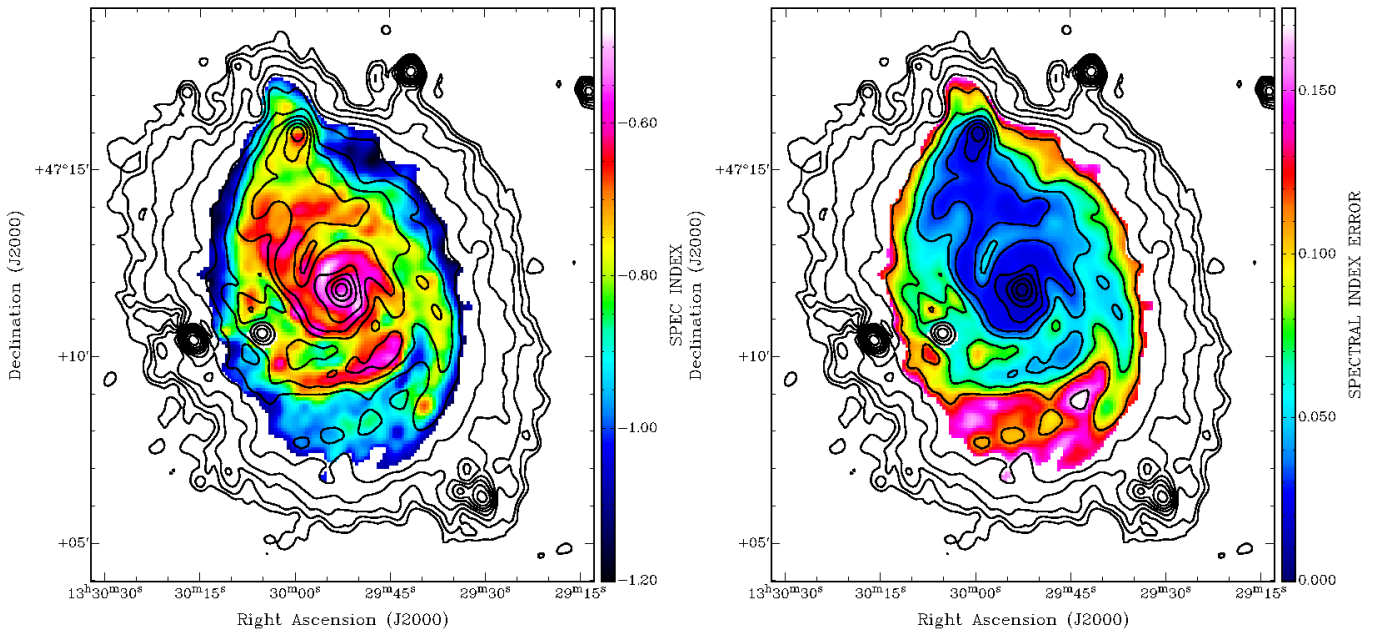 +47°15′
+10′
+05′
Declination (J2000)
13ʰ30ᵐ30ˢ 30ᵐ15ˢ 30ᵐ00ˢ 29ᵐ45ˢ 29ᵐ30ˢ 29ᵐ15ˢ
Right Ascension (J2000)
−0.60
−0.80
−1.00
−1.20
SPEC INDEX
+47°15′
+10′
+05′
Declination (J2000)
13ʰ30ᵐ30ˢ 30ᵐ15ˢ 30ᵐ00ˢ 29ᵐ45ˢ 29ᵐ30ˢ 29ᵐ15ˢ
Right Ascension (J2000)
0.150
0.100
0.050
0.000
SPECTRAL INDEX ERROR